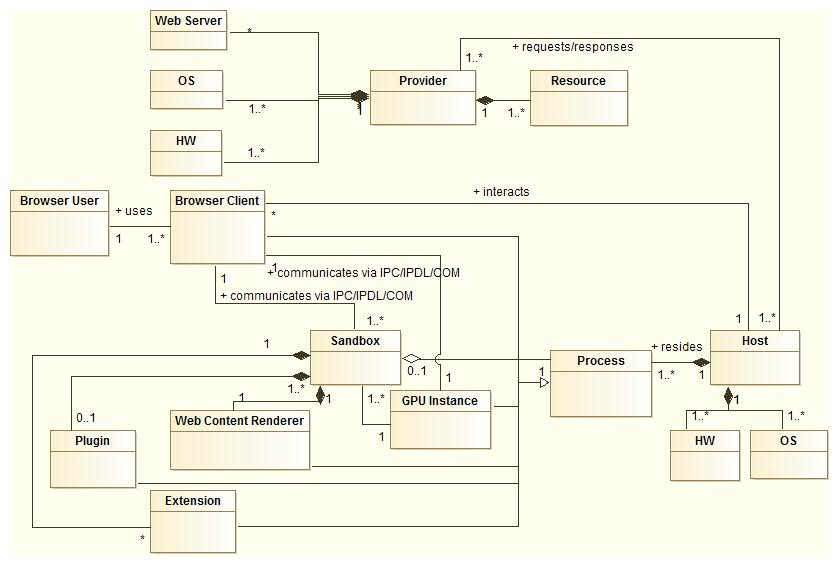 Web Server
*
+ requests/responses
1..*
OS
Provider
Resource
1..*
1
1
1..*
HW
1..*
Browser User
Browser Client
+ interacts
+ uses
*
1
1..*
1
+ communicates via IPC/IPDL/COM
1
+ communicates via IPC/IPDL/COM
1..*
1
1..*
Sandbox
+ resides
Host
1
Process
0..1
1
1..*
1
1
1..*
1
1
1..*
GPU Instance
1
0..1
Web Content Renderer
1..*
1..*
1
Plugin
HW
OS
Extension
*